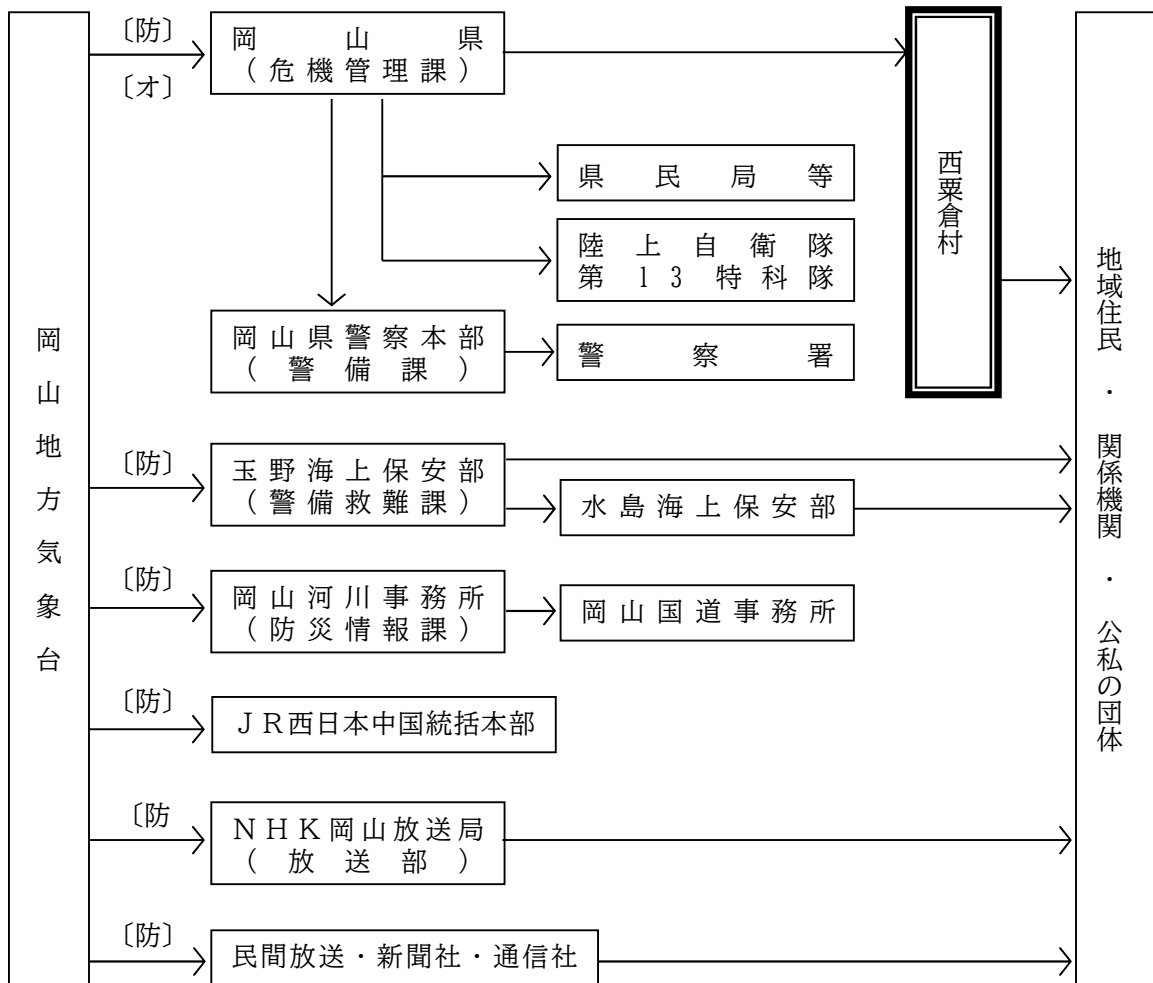 岡山地方気象台
〔防〕
〔オ〕
岡山県
(危機管理課)
県民局等
陸上自衛隊
第13特科隊
岡山県警察本部
(警備課)
警察署
西粟倉村
〔防〕
玉野海上保安部
(警備救難課)
水島海上保安部
〔防〕
岡山河川事務所
(防災情報課)
岡山国道事務所
〔防〕
JR西日本中国統括本部
〔防
NHK岡山放送局
(放送部)
〔防〕
民間放送・新聞社・通信社
地域住民・関係機関・公私の団体